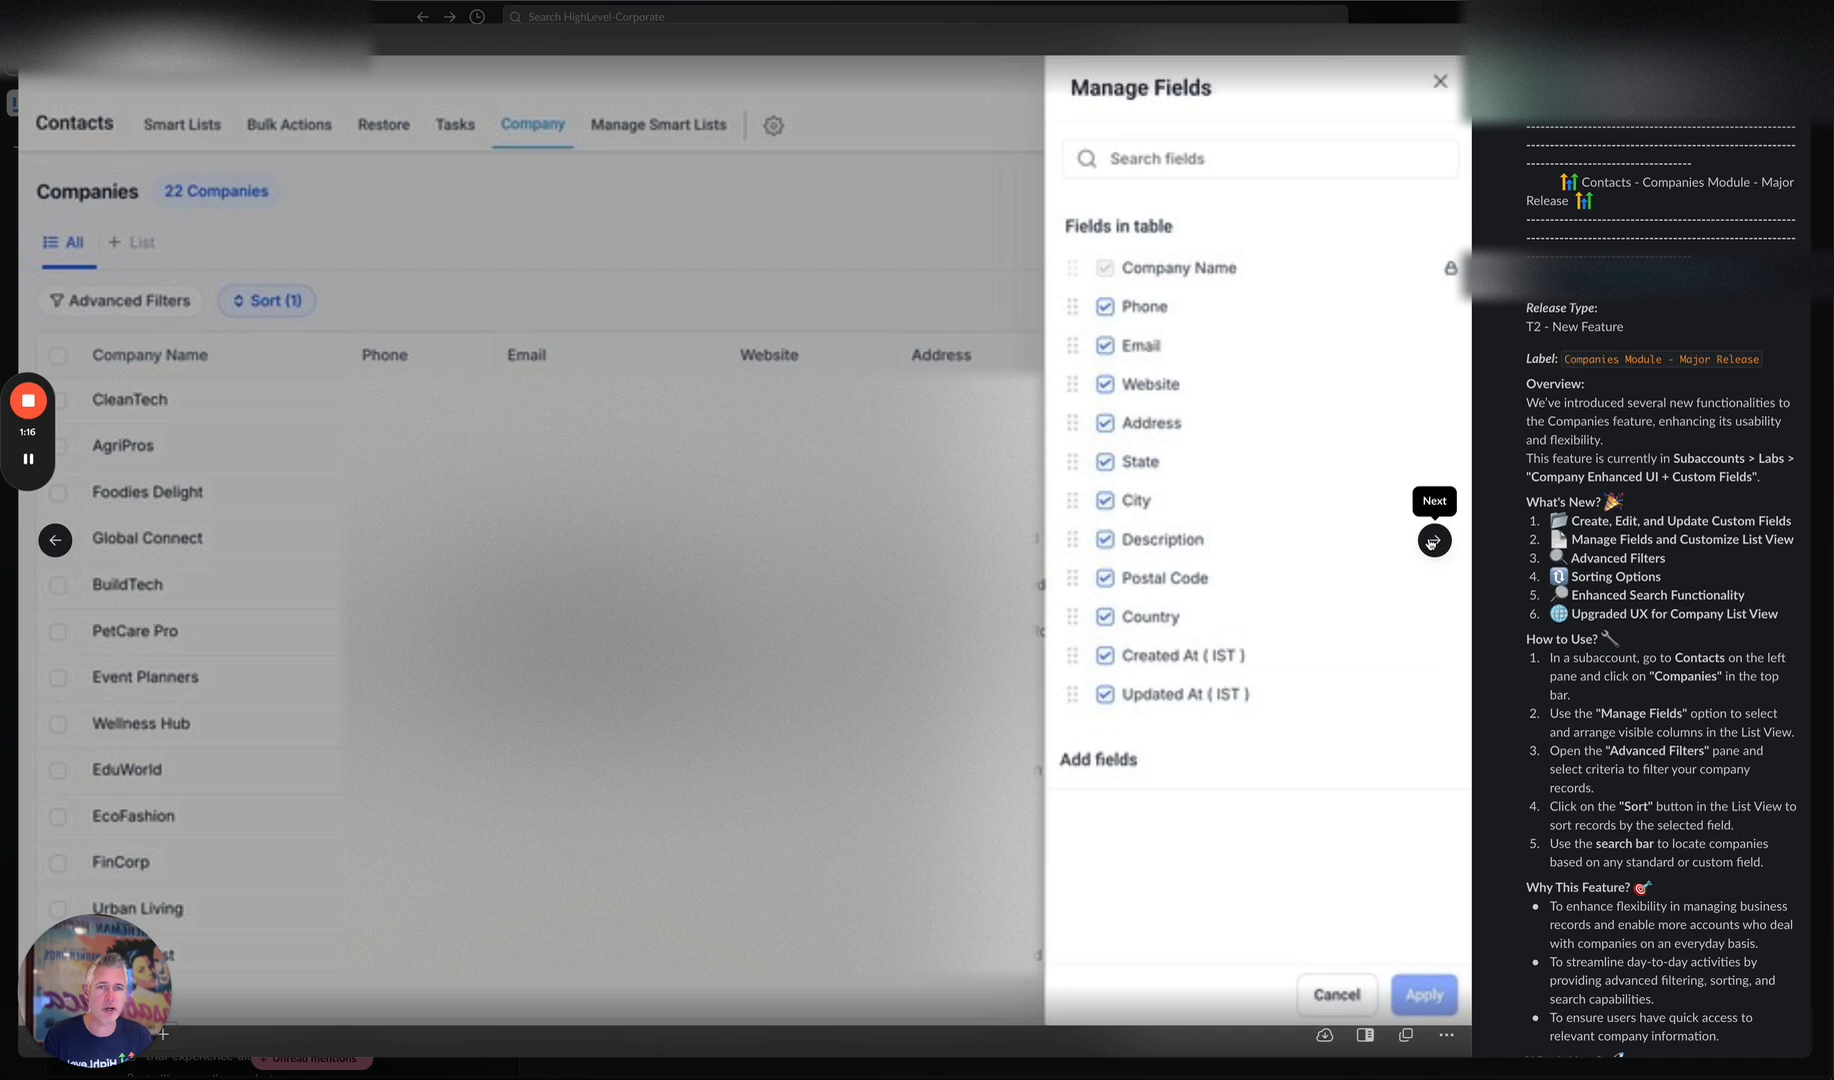 Search HighLevel-Corporate
Contacts
Smart Lists
Bulk Actions
Restore
Tasks
Company
Manage Smart Lists
Companies
22 Companies
All
+ List
Advanced Filters
Sort (1)
Company Name
Phone
Email
Website
Address
CleanTech
AgriPros
Foodies Delight
Global Connect
BuildTech
PetCare Pro
Event Planners
Wellness Hub
EduWorld
EcoFashion
FinCorp
Urban Living
1:16
Unread mentions
Manage Fields
Search fields
Fields in table
Company Name
Phone
Email
Website
Address
State
City
Description
Postal Code
Country
Created At ( IST )
Updated At ( IST )
Add fields
Cancel
Apply
Next
Contacts - Companies Module - Major
Release
Release Type:
T2 - New Feature
Label: Companies Module - Major Release
Overview:
We've introduced several new functionalities to
the Companies feature, enhancing its usability
and flexibility.
This feature is currently in Subaccounts > Labs >
"Company Enhanced UI + Custom Fields".
What's New?
1. Create, Edit, and Update Custom Fields
2. Manage Fields and Customize List View
3. Advanced Filters
4. Sorting Options
5. Enhanced Search Functionality
6. Upgraded UX for Company List View
How to Use?
1. In a subaccount, go to Contacts on the left
pane and click on "Companies" in the top
bar.
2. Use the "Manage Fields" option to select
and arrange visible columns in the List View.
3. Open the "Advanced Filters" pane and
select criteria to filter your company
records.
4. Click on the "Sort" button in the List View to
sort records by the selected field.
5. Use the search bar to locate companies
based on any standard or custom field.
Why This Feature?
• To enhance flexibility in managing business
records and enable more accounts who deal
with companies on an everyday basis.
• To streamline day-to-day activities by
providing advanced filtering, sorting, and
search capabilities.
• To ensure users have quick access to
relevant company information.